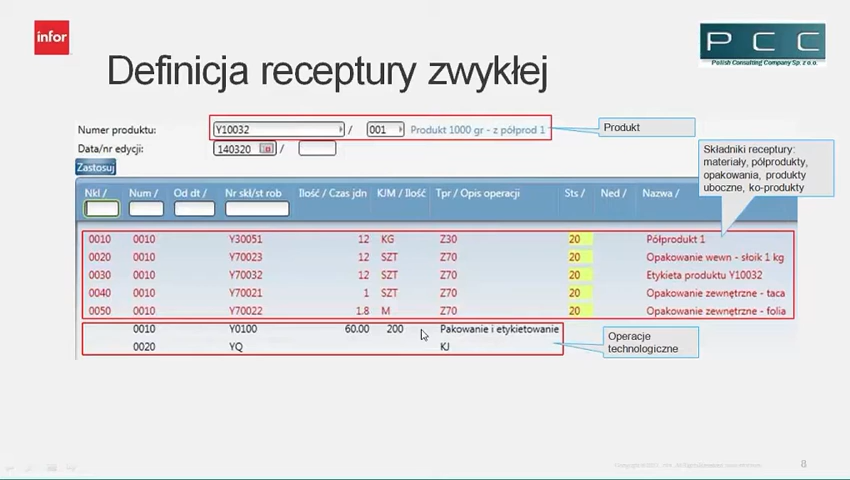 infor
PCC
Polish Consulting Company Sp. z o.o.
Definicja receptury zwykłej
Numer produktu: Y10032 / 001 Produkt 1000 gr - z półprod 1
Produkt
Data/nr edycji: 140320 /
Zastosuj
Składniki receptury:
materiały, półprodukty,
opakowania, produkty
uboczne, ko-produkty
Nkl / Num / Od dt / Nr skł/st rob Ilość / Czas jdn KJM / Ilość Tpr / Opis operacji Sts / Ned / Nazwa /
0010 0010 Y30051 12 KG Z30 20 Półprodukt 1
0020 0010 Y70023 12 SZT Z70 20 Opakowanie wewn - słoik 1 kg
0030 0010 Y70032 12 SZT Z70 20 Etykieta produktu Y10032
0040 0010 Y70021 1 SZT Z70 20 Opakowanie zewnętrzne - taca
0050 0010 Y70022 1.8 M Z70 20 Opakowanie zewnętrzne - folia
0010 Y0100 60.00 200 Pakowanie i etykietowanie
0020 YQ KJ
Operacje
technologiczne
8